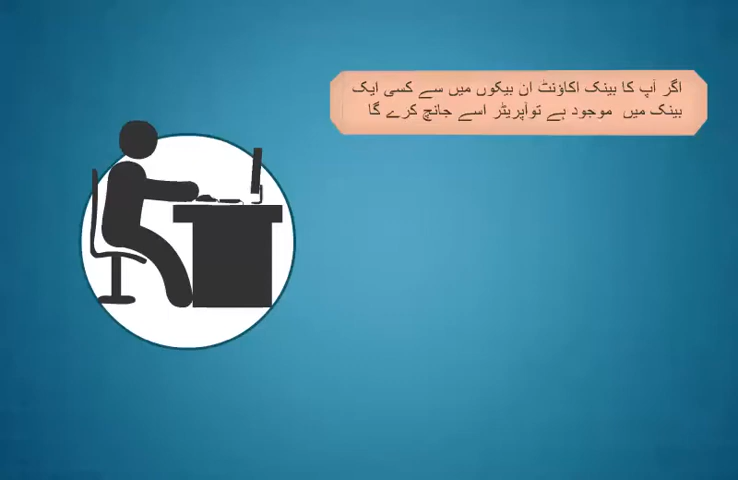 اگر آپ کا بینک اکاؤنٹ ان بیکوں میں سے کسی ایک
بینک میں موجود ہے توآپریٹر اسے جانچ کرے گا